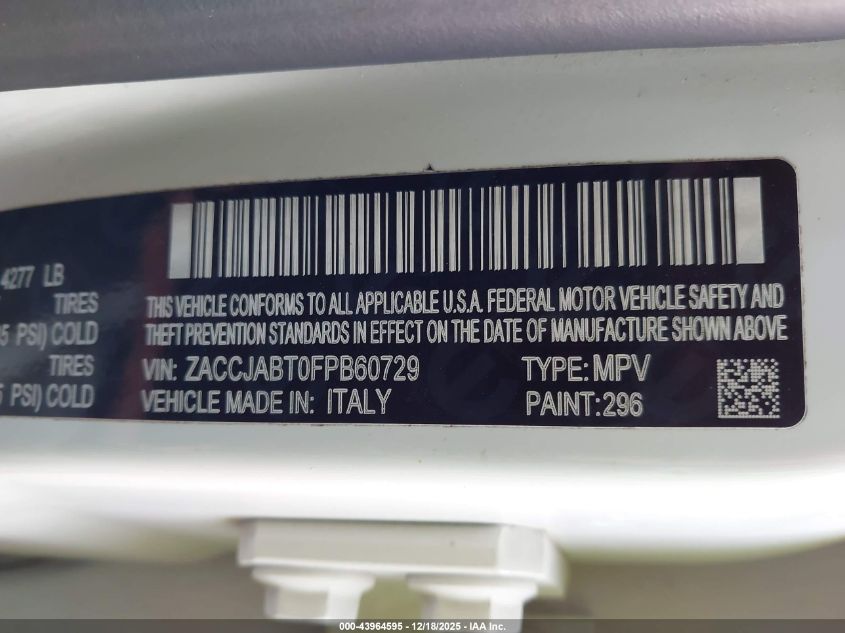 4277 LB
TIRES
5 PSI) COLD
TIRES
5 PSI) COLD
THIS VEHICLE CONFORMS TO ALL APPLICABLE U.S.A. FEDERAL MOTOR VEHICLE SAFETY AND
THEFT PREVENTION STANDARDS IN EFFECT ON THE DATE OF MANUFACTURE SHOWN ABOVE
VIN: ZACCJABT0FPB60729 TYPE: MPV
VEHICLE MADE IN: ITALY PAINT: 296
000-43964595 - 12/18/2025 - IAA Inc.